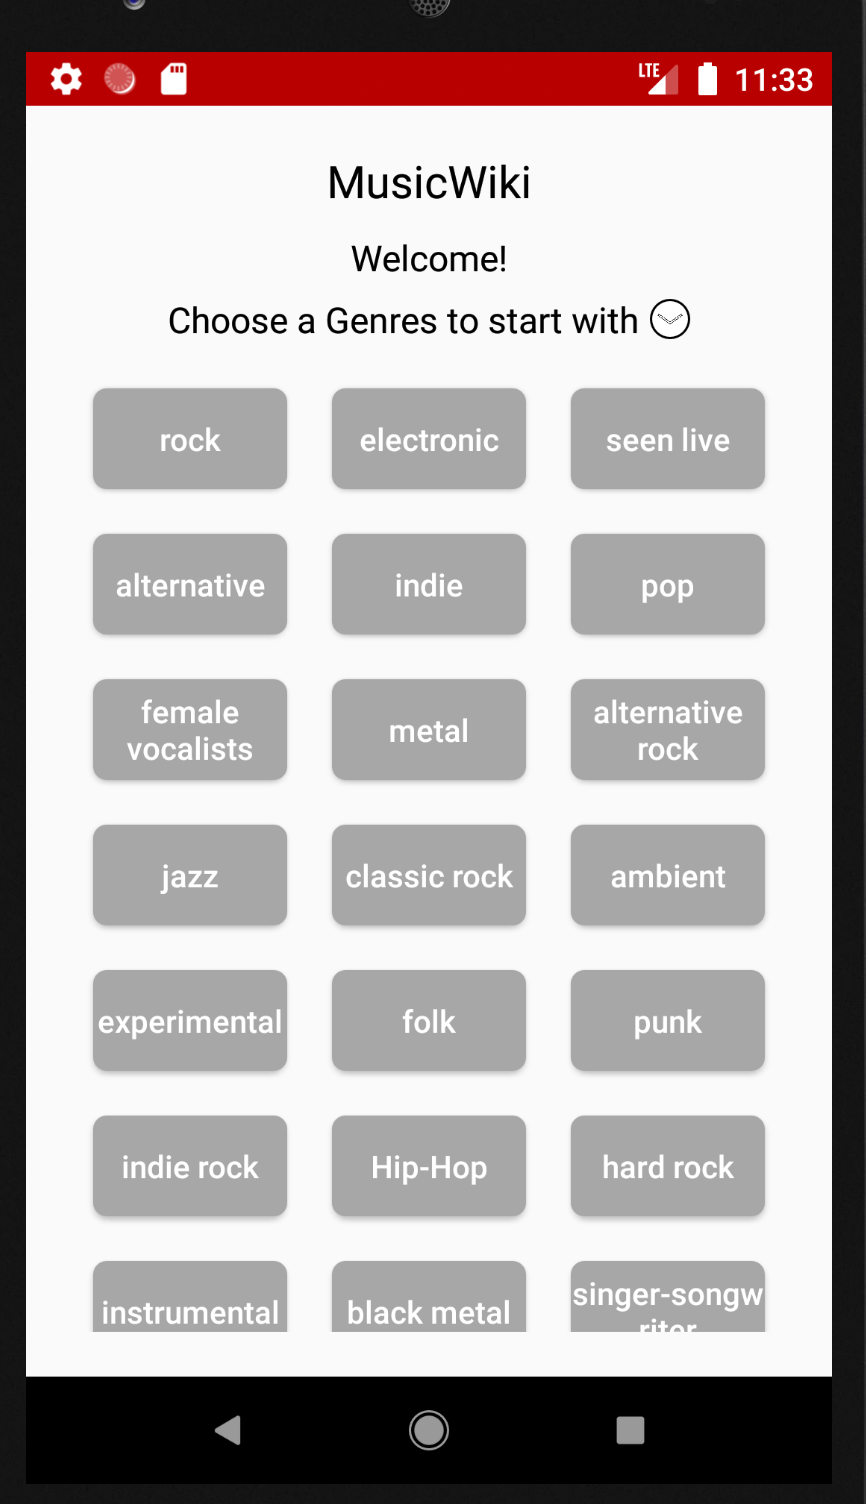 LTE 11:33
MusicWiki
Welcome!
Choose a Genres to start with
rock electronic seen live
alternative indie pop
female vocalists metal alternative rock
jazz classic rock ambient
experimental folk punk
indie rock Hip-Hop hard rock
instrumental black metal singer-songw
riter